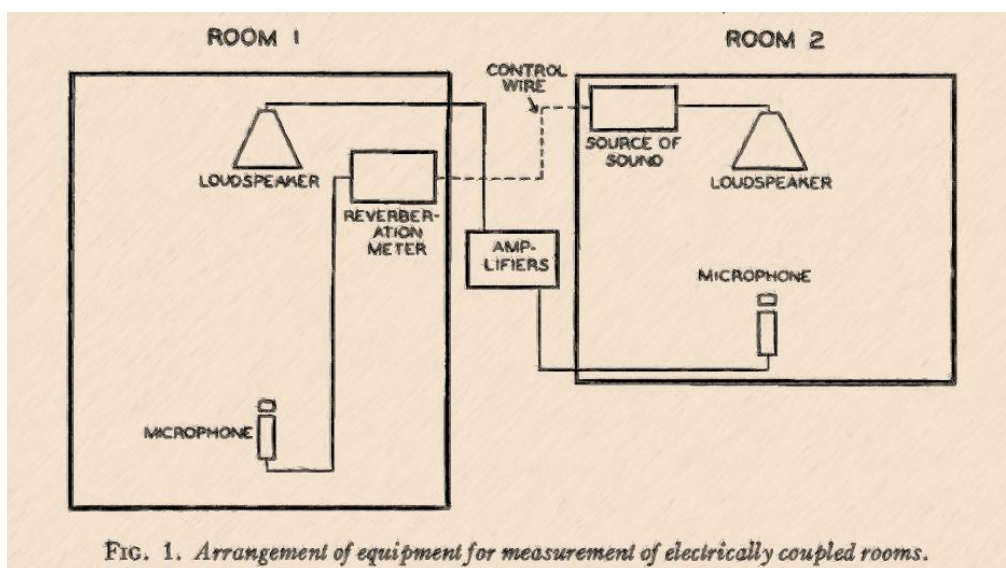 ROOM 1
ROOM 2
CONTROL
WIRE
LOUDSPEAKER
REVERBER-
ATION
METER
AMP-
LIFIERS
SOURCE OF
SOUND
LOUDSPEAKER
MICROPHONE
MICROPHONE
FIG. 1. Arrangement of equipment for measurement of electrically coupled rooms.